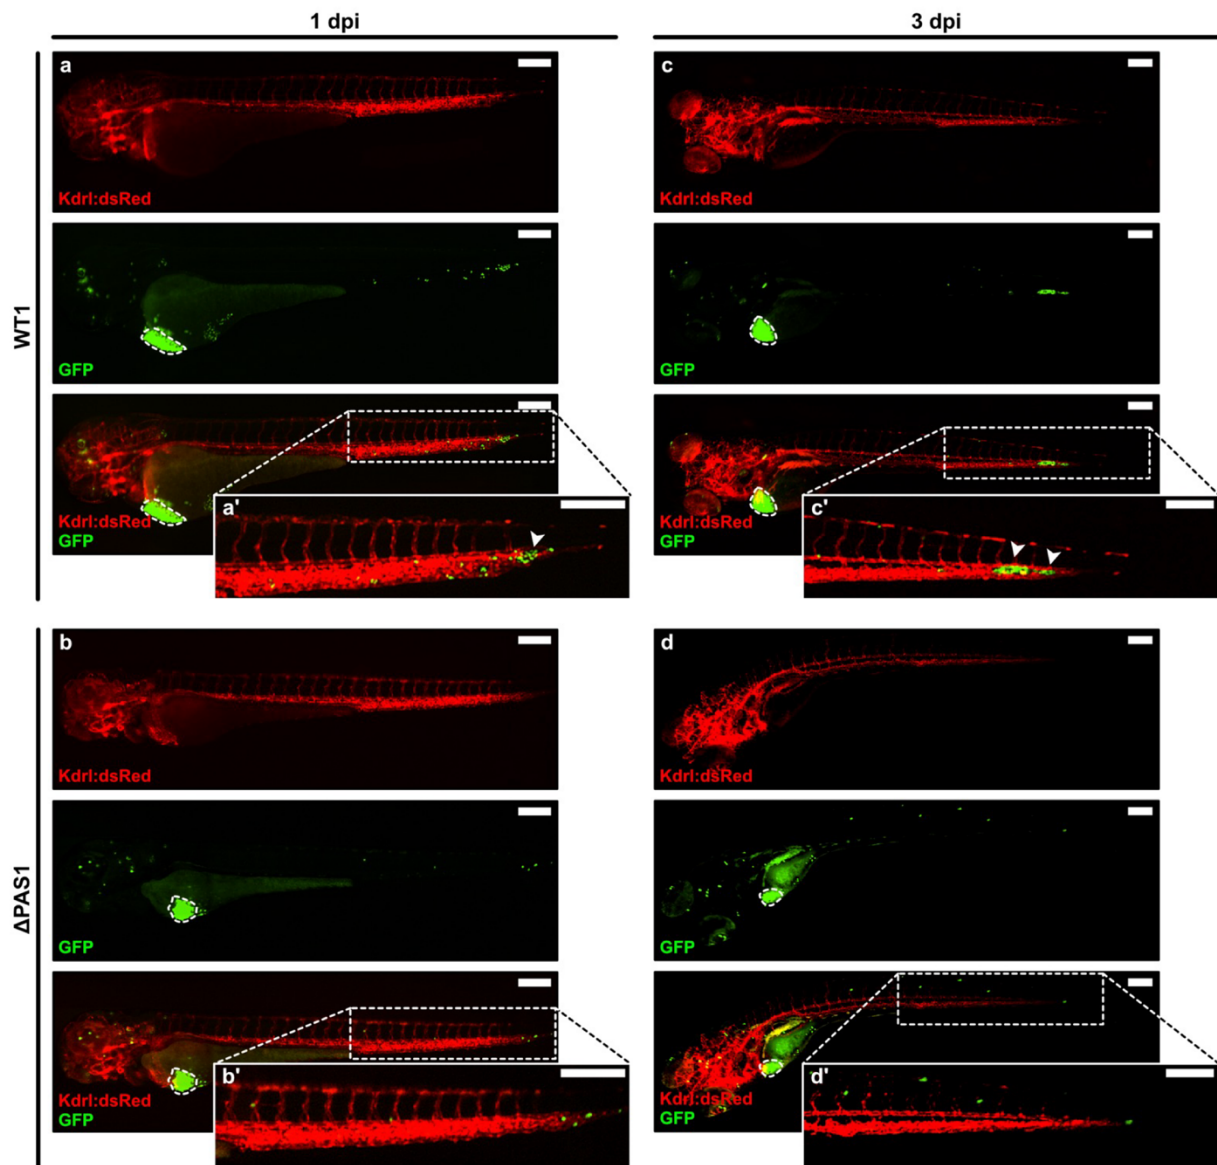 1 dpi
3 dpi
WT1
a
Kdrl:dsRed
GFP
Kdrl:dsRed
GFP
a'
c
Kdrl:dsRed
GFP
Kdrl:dsRed
GFP
c'
ΔPAS1
b
Kdrl:dsRed
GFP
Kdrl:dsRed
GFP
b'
d
Kdrl:dsRed
GFP
Kdrl:dsRed
GFP
d'